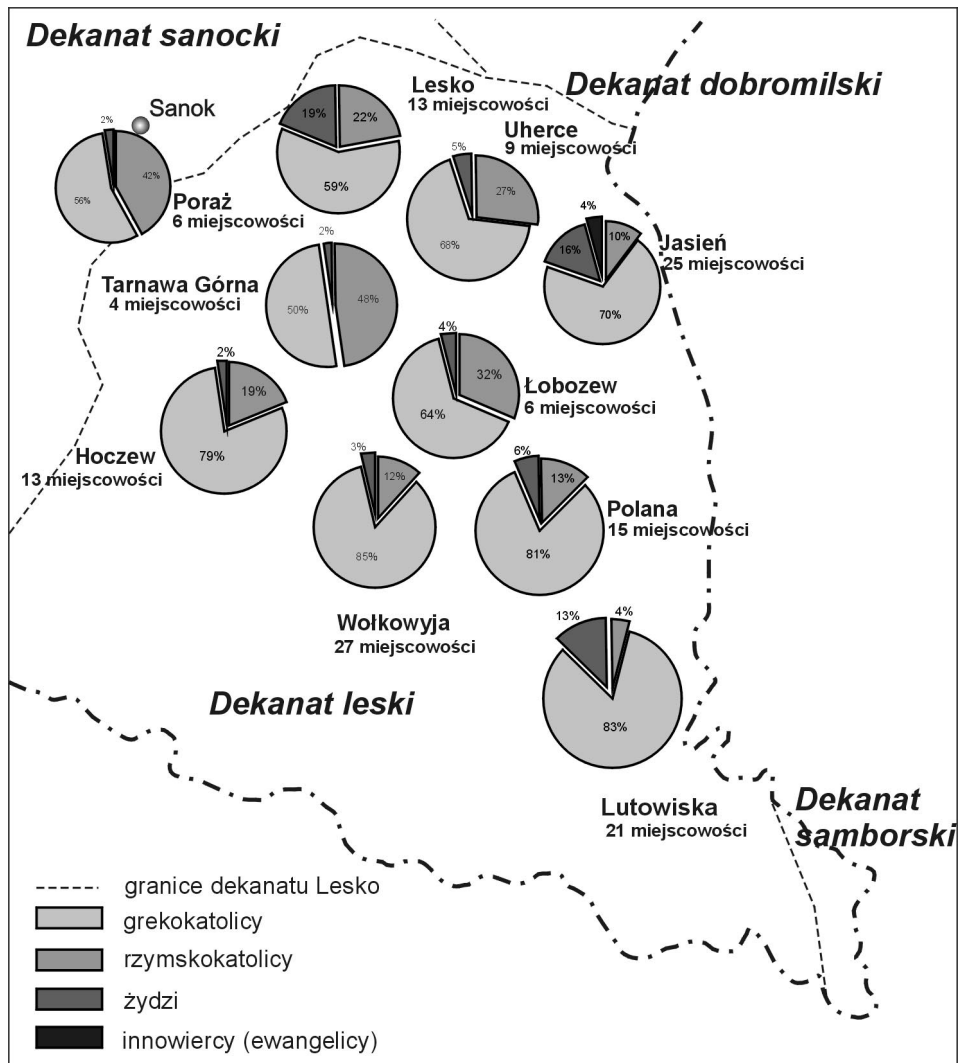 Dekanat sanocki
Dekanat dobromilski
Sanok
Lesko
13 miejscowości
19%
22%
59%
Uherce
9 miejscowości
5%
27%
68%
2%
42%
56%
Poraż
6 miejscowości
4%
10%
16%
70%
Jasień
25 miejscowości
Tarnawa Górna
4 miejscowości
2%
48%
50%
4%
32%
64%
Łobozew
6 miejscowości
2%
19%
79%
Hoczew
13 miejscowości
3%
12%
85%
Wołkowyja
27 miejscowości
6%
13%
81%
Polana
15 miejscowości
13%
4%
83%
Lutowiska
21 miejscowości
Dekanat leski
Dekanat
samborski
granice dekanatu Lesko
grekokatolicy
rzymskokatolicy
żydzi
innowiercy (ewangelicy)